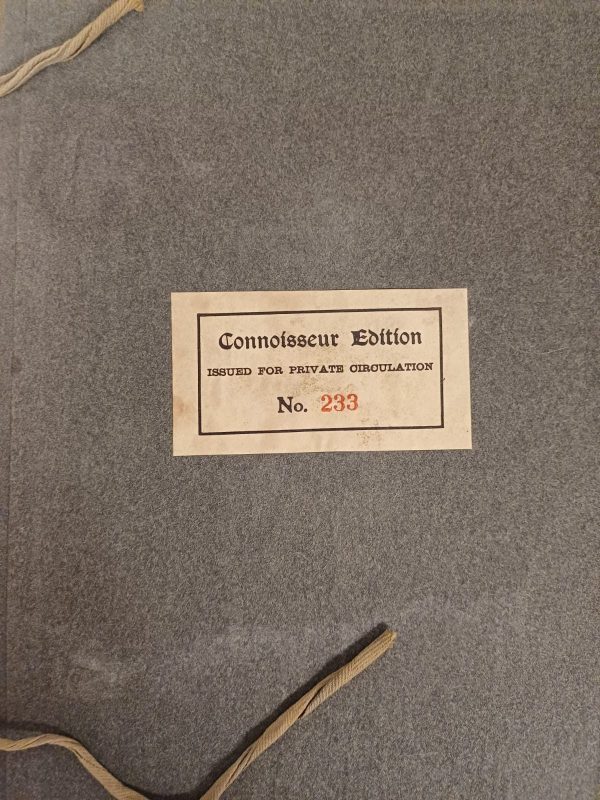 Connoisseur Edition
ISSUED FOR PRIVATE CIRCULATION
No. 233